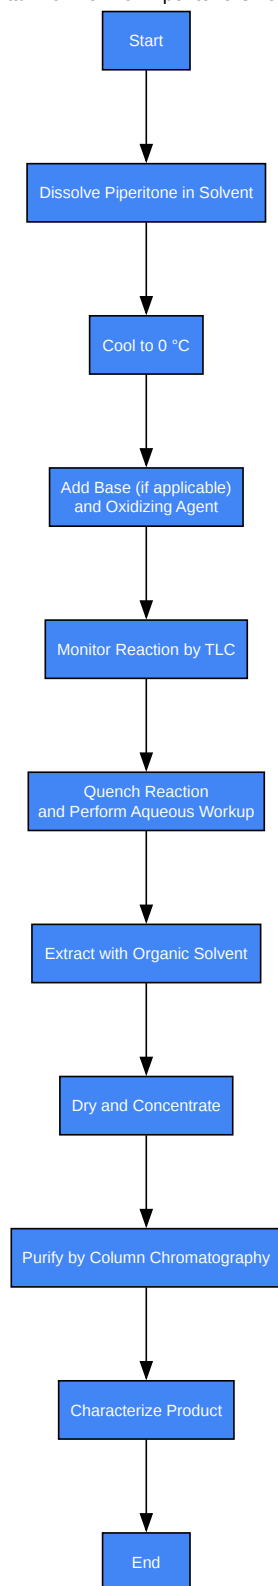 Start
Dissolve Piperitone in Solvent
Cool to 0 °C
Add Base (if applicable)
and Oxidizing Agent
Monitor Reaction by TLC
Quench Reaction
and Perform Aqueous Workup
Extract with Organic Solvent
Dry and Concentrate
Purify by Column Chromatography
Characterize Product
End